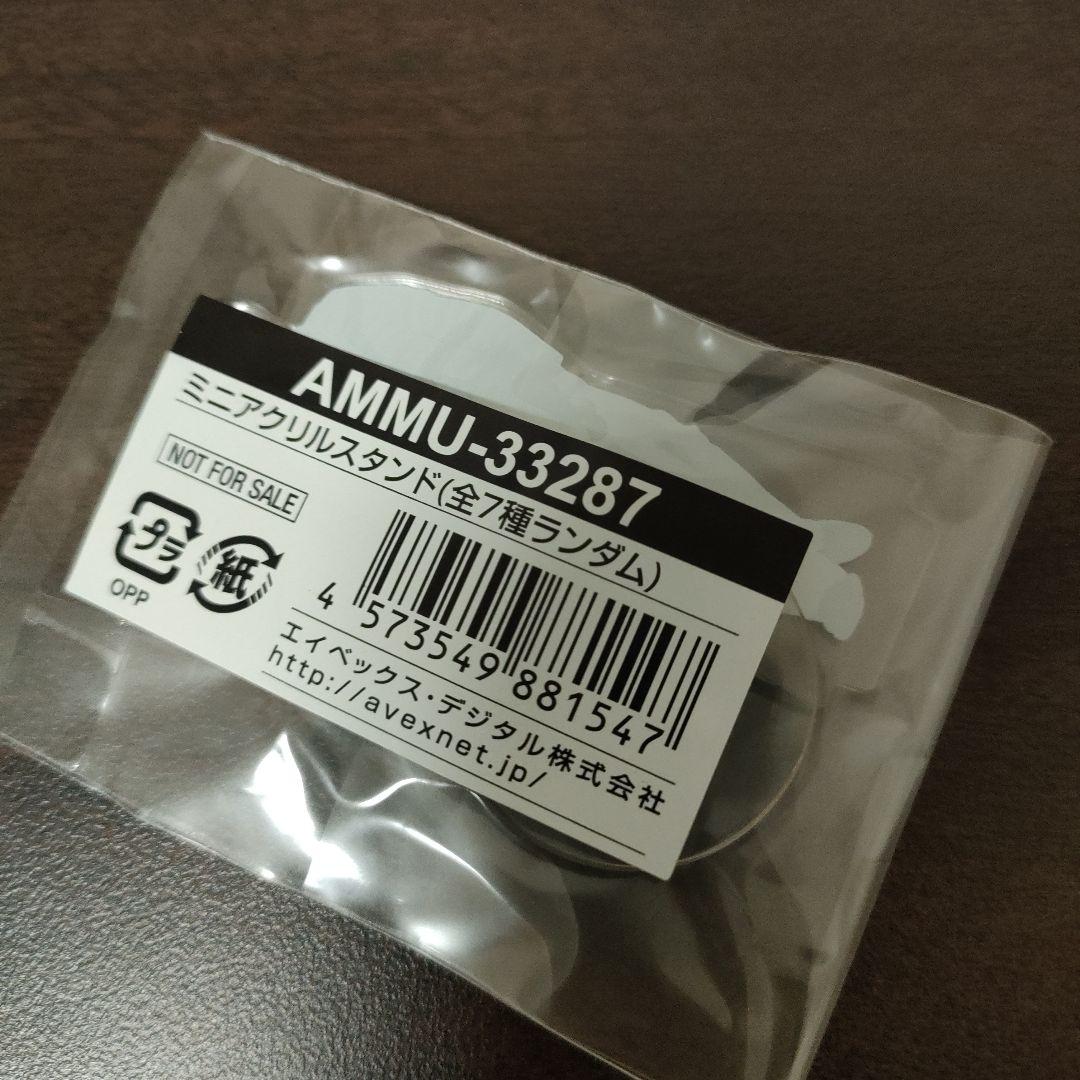 AMMU-33287
ミニアクリルスタンド(全7種ランダム)
NOT FOR SALE
プラ
OPP
紙
4 573549 881547
エイベックス・デジタル株式会社
http://avexnet.jp/